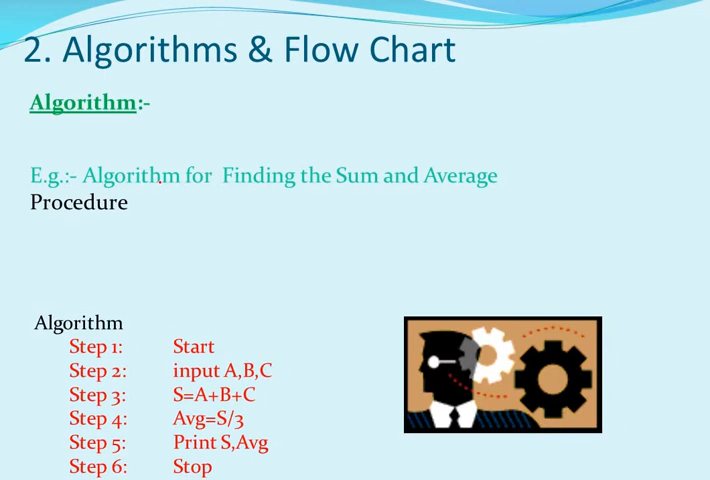 2. Algorithms & Flow Chart
Algorithm:-
E.g.:- Algorithm for Finding the Sum and Average
Procedure
Algorithm
Step 1: Start
Step 2: input A,B,C
Step 3: S=A+B+C
Step 4: Avg=S/3
Step 5: Print S,Avg
Step 6: Stop